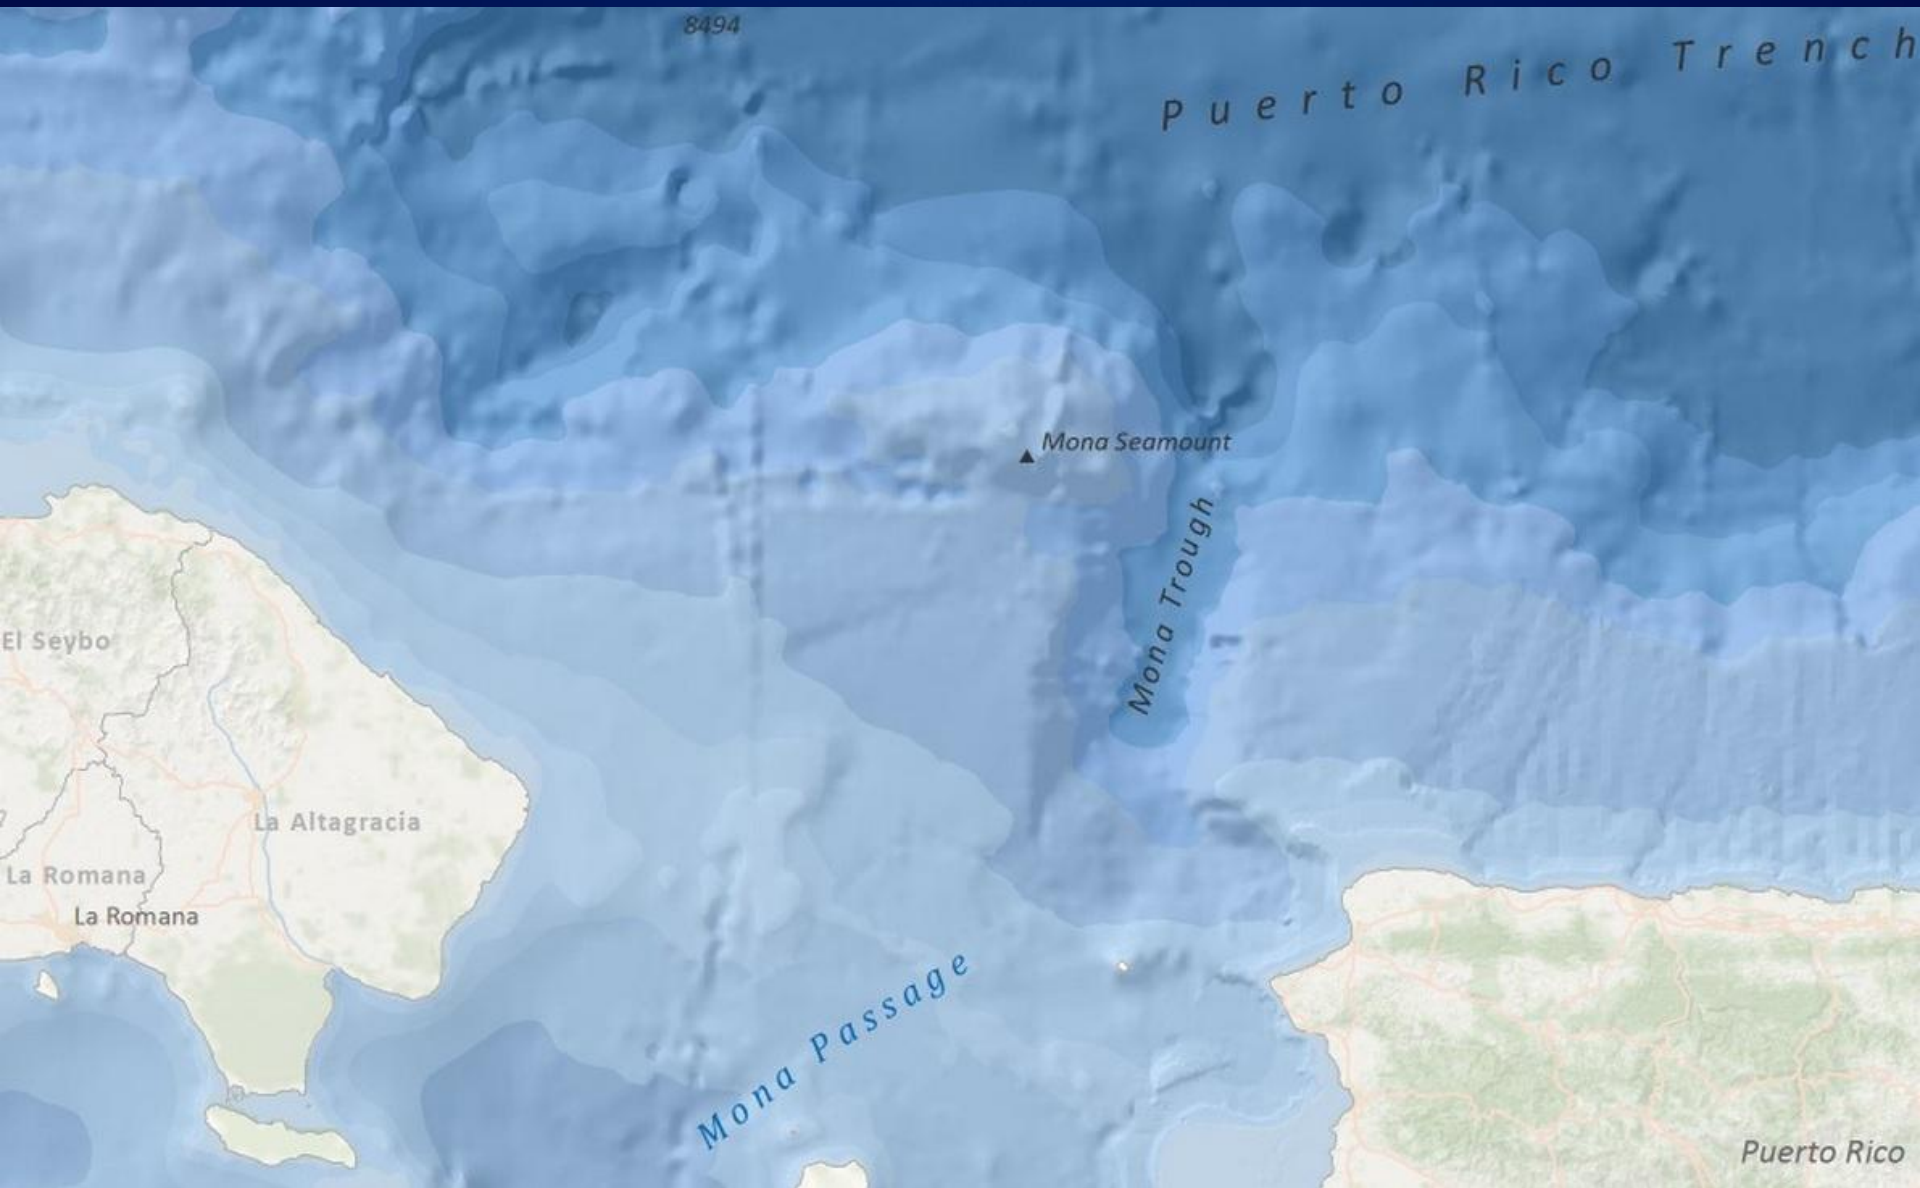 8494
Puerto Rico Trench
Mona Seamount
Mona Trough
El Seybo
La Altagracia
La Romana
La Romana
Mona Passage
Puerto Rico